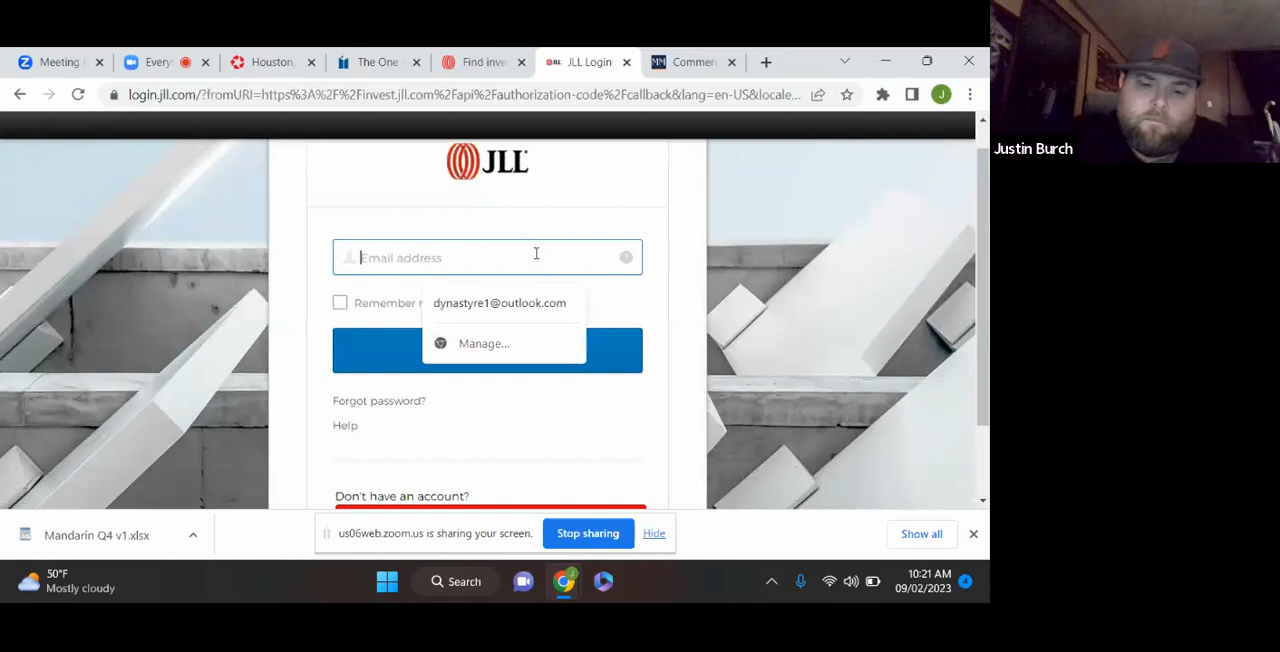 Meeting
Every
Houston,
The One
Find inve
JLL Login
Commer
login.jll.com/?fromURI=https%3A%2F%2Finvest.jll.com%2Fapi%2Fauthorization-code%2Fcallback&lang=en-US&locale...
J
JLL
Justin Burch
Email address
?
Remember
dynastyre1@outlook.com
Manage...
Forgot password?
Help
Don't have an account?
Mandarin Q4 v1.xlsx
us06web.zoom.us is sharing your screen.
Stop sharing
Hide
Show all
50°F
Mostly cloudy
Search
J
10:21 AM
09/02/2023
4